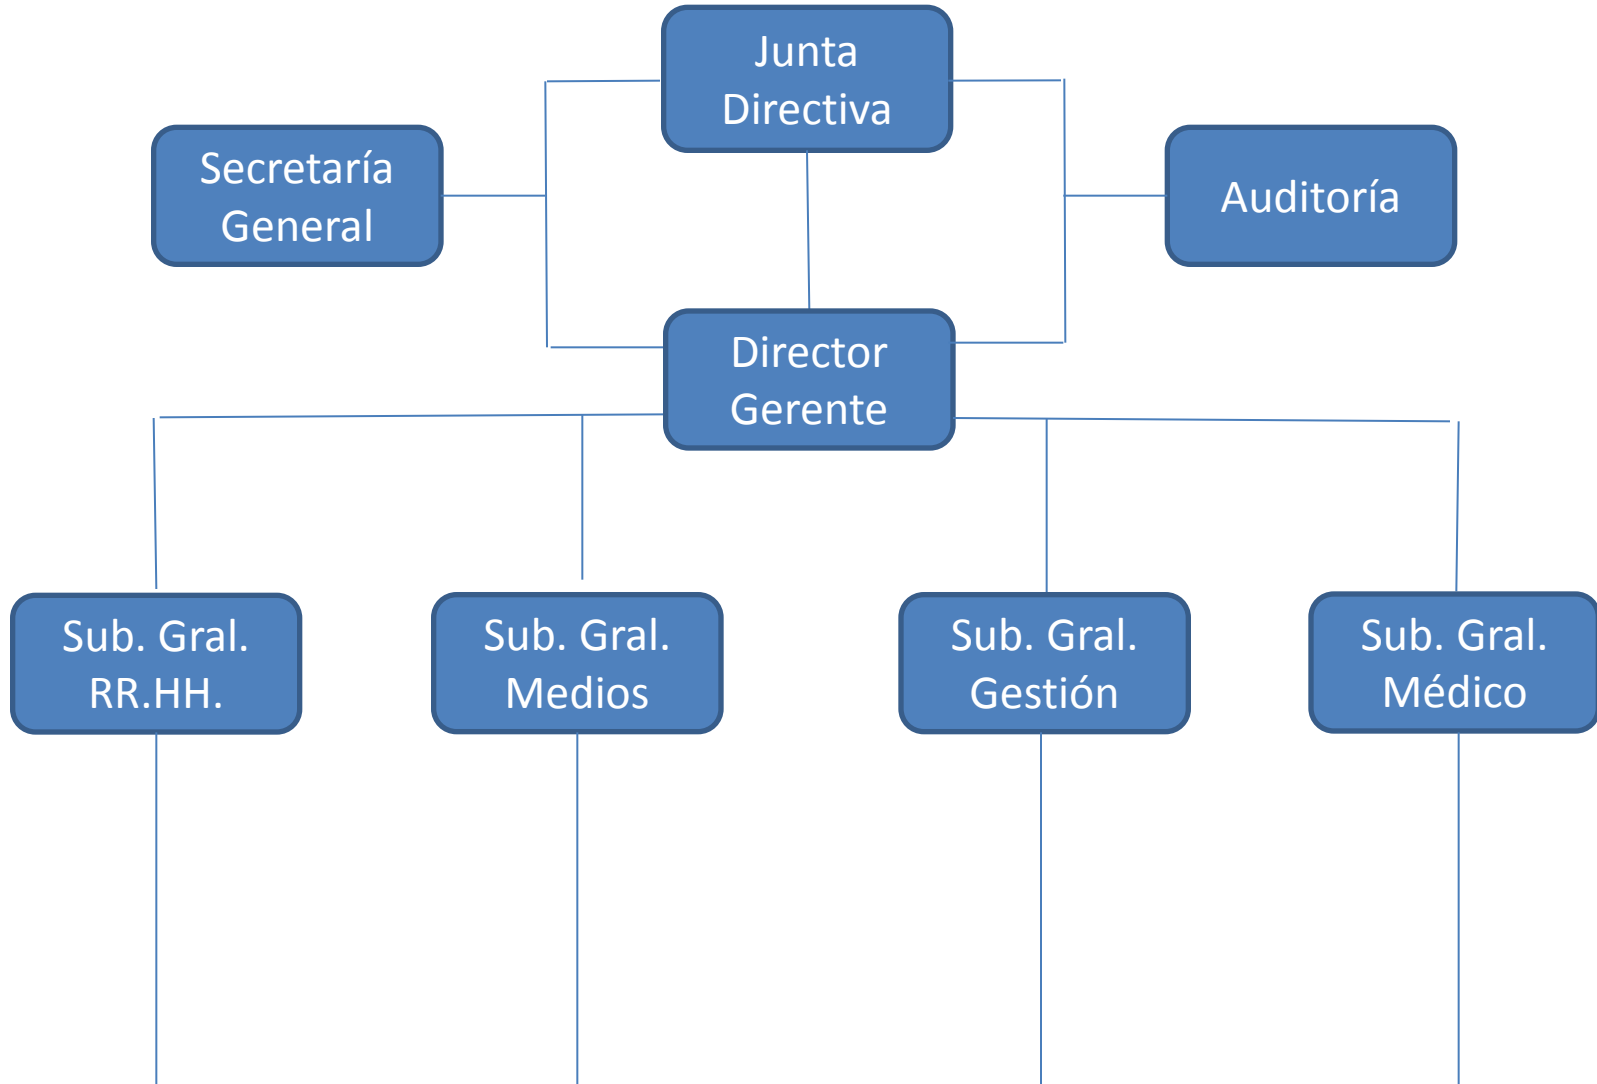 Junta
Directiva
Secretaría
General
Auditoría
Director
Gerente
Sub. Gral.
RR.HH.
Sub. Gral.
Medios
Sub. Gral.
Gestión
Sub. Gral.
Médico